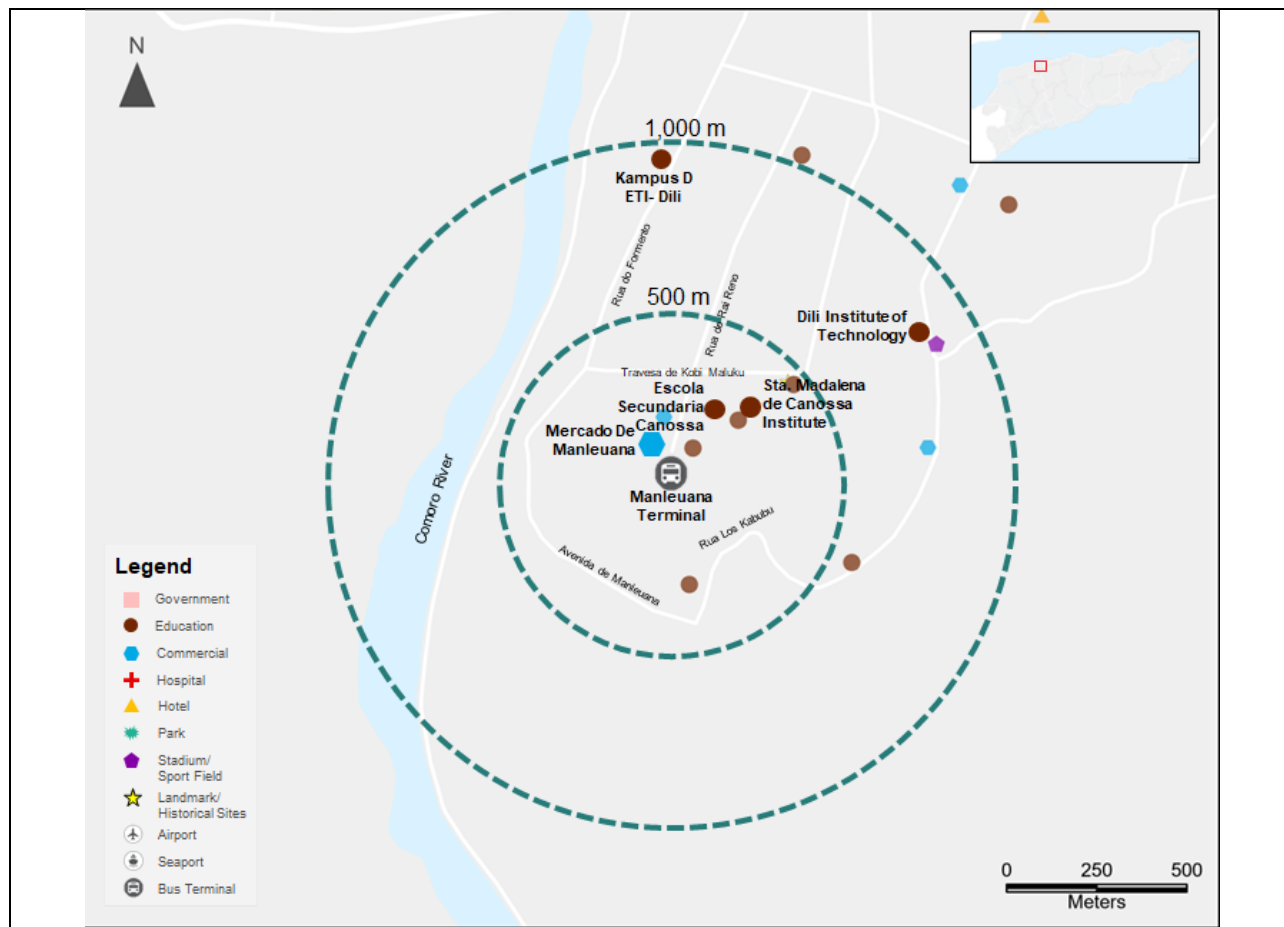 N
1,000 m
Kampus D
ETI- Dili
Rua do Formento
500 m
Rua de Rai Reno
Dili Institute of
Technology
Travesa de Kobi Maluku
Escola
Secundaria
Canossa
Sta. Madalena
de Canossa
Institute
Mercado De
Manleuana
Manleuana
Terminal
Comoro River
Rua Los Kabubu
Avenida de Manleuana
Legend
Government
Education
Commercial
Hospital
Hotel
Park
Stadium/
Sport Field
Landmark/
Historical Sites
Airport
Seaport
Bus Terminal
0 250 500
Meters